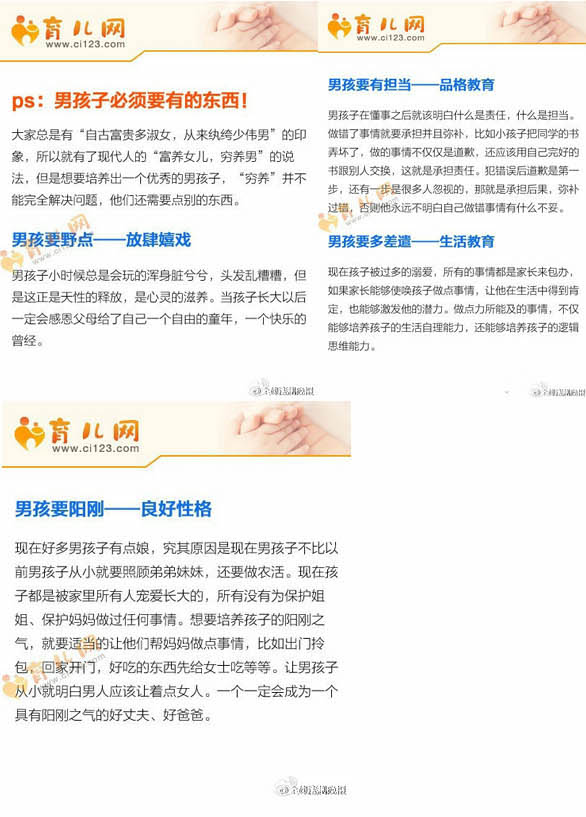 育儿网
www.ci123.com
ps：男孩子必须要有的东西！
大家总是有“自古富贵多淑女，从来纨绔少伟男”的印
象，所以就有了现代人的“富养女儿，穷养男”的说
法，但是想要培养出一个优秀的男孩子，“穷养”并不
能完全解决问题，他们还需要点别的东西。
男孩要野点——放肆嬉戏
男孩子小时候总是会玩的浑身脏兮兮，头发乱糟糟，但
是这正是天性的释放，是心灵的滋养。当孩子长大以后
一定会感恩父母给了自己一个自由的童年，一个快乐的
曾经。
育儿网
www.ci123.com
育儿网
www.ci123.com
男孩要有担当——品格教育
男孩子在懂事之后就该明白什么是责任，什么是担当。
做错了事情就要承担并且弥补，比如小孩子把同学的书
弄坏了，做的事情不仅仅是道歉，还应该用自己完好的
书跟别人交换，这就是承担责任。犯错误后道歉是第一
步，还有一步是很多人忽视的，那就是承担后果，弥补
过错，否则他永远不明白自己做错事情有什么不妥。
男孩要多差遣——生活教育
现在孩子被过多的溺爱，所有的事情都是家长来包办，
如果家长能够使唤孩子做点事情，让他在生活中得到肯
定，也能够激发他的潜力。做点力所能及的事情，不仅
能够培养孩子的生活自理能力，还能够培养孩子的逻辑
思维能力。
育儿网
www.ci123.com
育儿网
www.ci123.com
男孩要阳刚——良好性格
现在好多男孩子有点娘，究其原因是现在男孩子不比以
前男孩子从小就要照顾弟弟妹妹，还要做农活。现在孩
子都是被家里所有人宠爱长大的，所有没有为保护姐
姐、保护妈妈做过任何事情。想要培养孩子的阳刚之
气，就要适当的让他们帮妈妈做点事情，比如出门拎
包，回家开门，好吃的东西先给女士吃等等。让男孩子
从小就明白男人应该让着点女人。一个一定会成为一个
具有阳刚之气的好丈夫、好爸爸。
育儿网
www.ci123.com